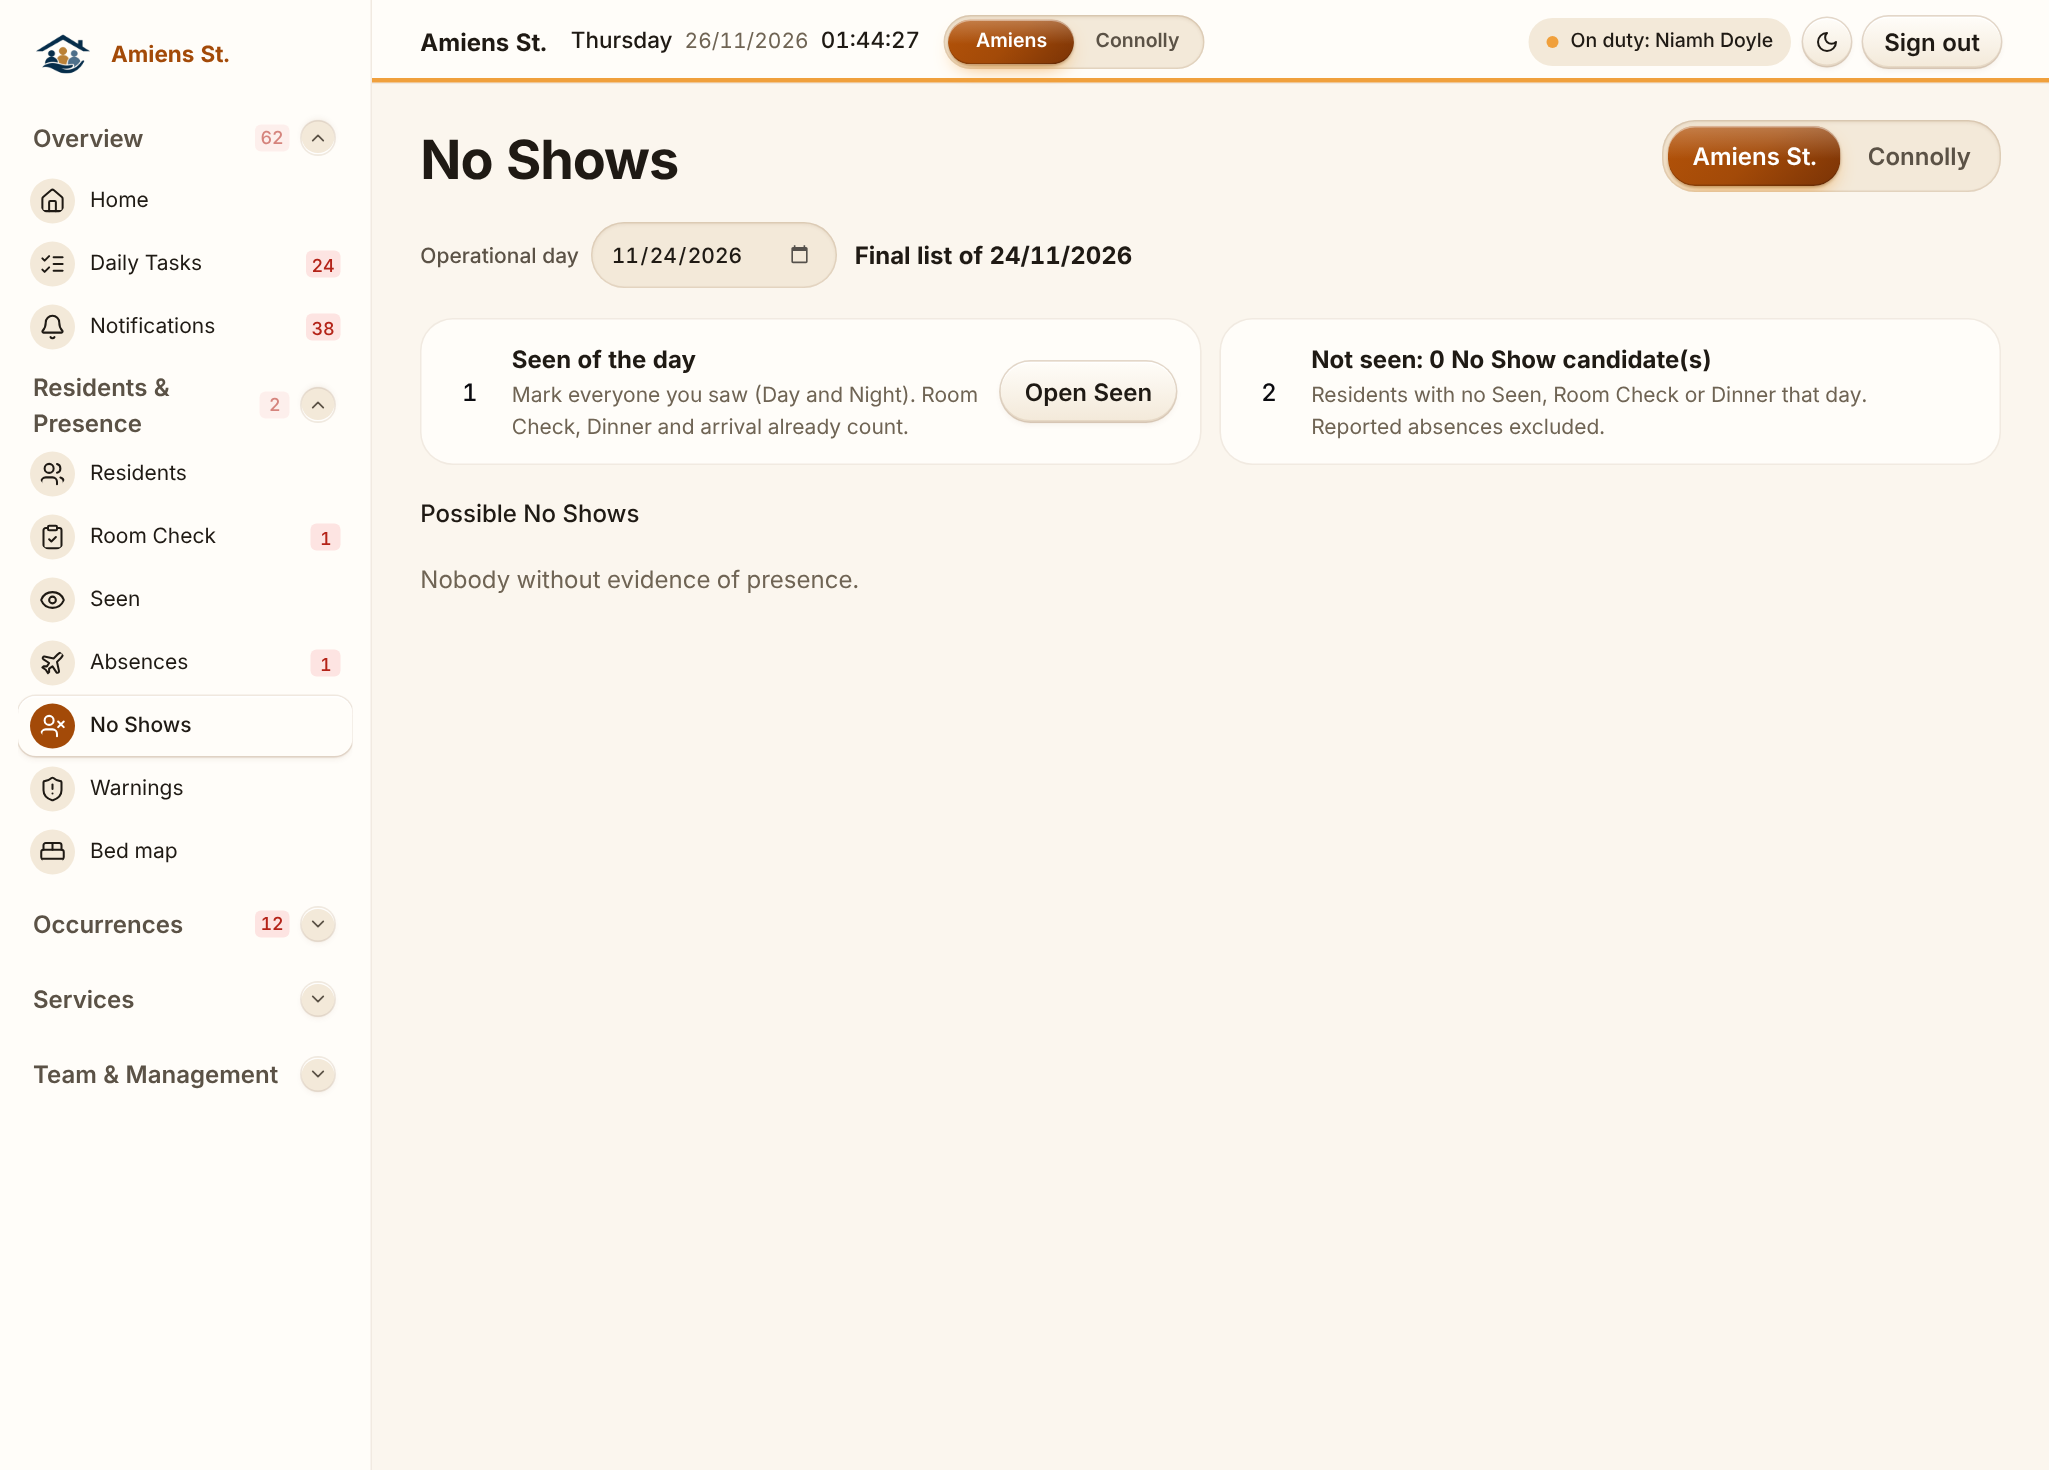 Amiens St.
Overview 62
Home
Daily Tasks 24
Notifications 38
Residents &
Presence 2
Residents
Room Check 1
Seen
Absences 1
No Shows
Warnings
Bed map
Occurrences 12
Services
Team & Management
Amiens St. Thursday 26/11/2026 01:44:27 Amiens Connolly On duty: Niamh Doyle Sign out
No Shows Amiens St. Connolly
Operational day 11/24/2026 Final list of 24/11/2026
1
Seen of the day
Mark everyone you saw (Day and Night). Room
Check, Dinner and arrival already count.
Open Seen
2
Not seen: 0 No Show candidate(s)
Residents with no Seen, Room Check or Dinner that day.
Reported absences excluded.
Possible No Shows
Nobody without evidence of presence.